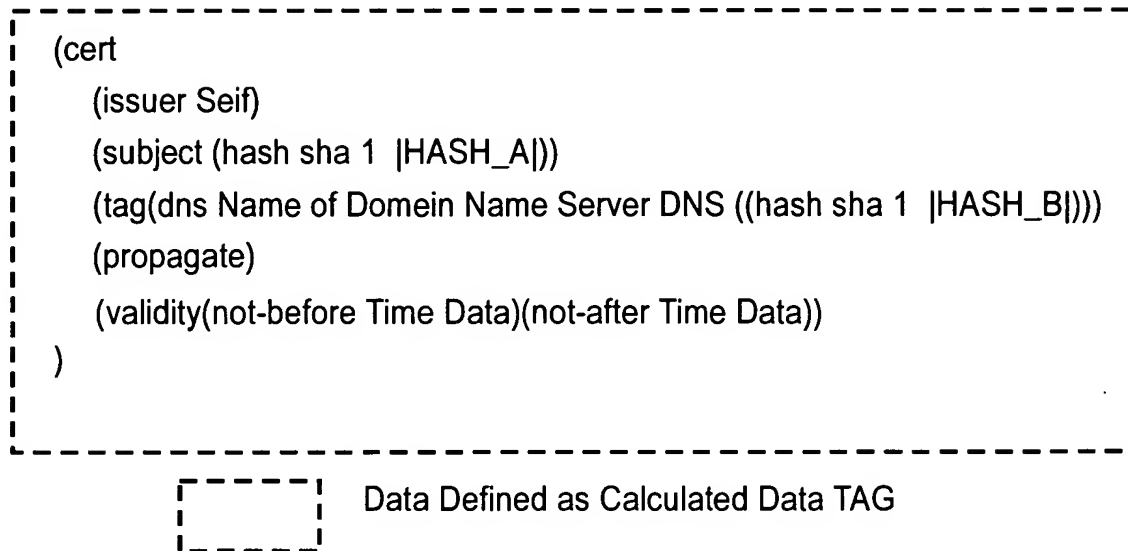 (cert
(issuer Seif)
(subject (hash sha 1 |HASH_A|))
(tag(dns Name of Domein Name Server DNS ((hash sha 1 |HASH_B|)))
(propagate)
(validity(not-before Time Data)(not-after Time Data))
)
Data Defined as Calculated Data TAG